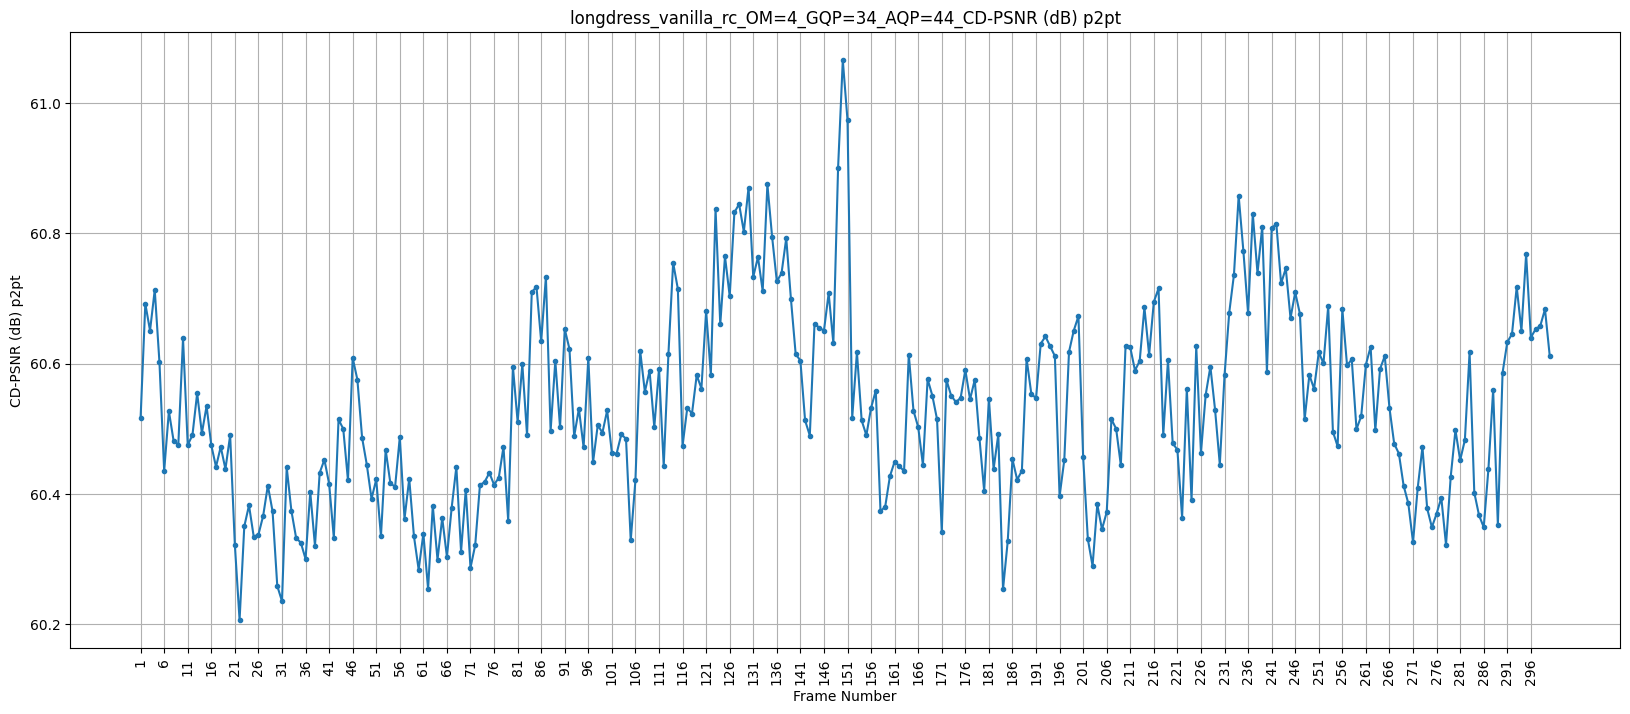 longdress_vanilla_rc_OM=4_GQP=34_AQP=44_CD-PSNR (dB) p2pt
CD-PSNR (dB) p2pt
61.0
60.8
60.6
60.4
60.2
1 6 11 16 21 26 31 36 41 46 51 56 61 66 71 76 81 86 91 96 101 106 111 116 121 126 131 136 141 146 151 156 161 166 171 176 181 186 191 196 201 206 211 216 221 226 231 236 241 246 251 256 261 266 271 276 281 286 291 296
Frame Number